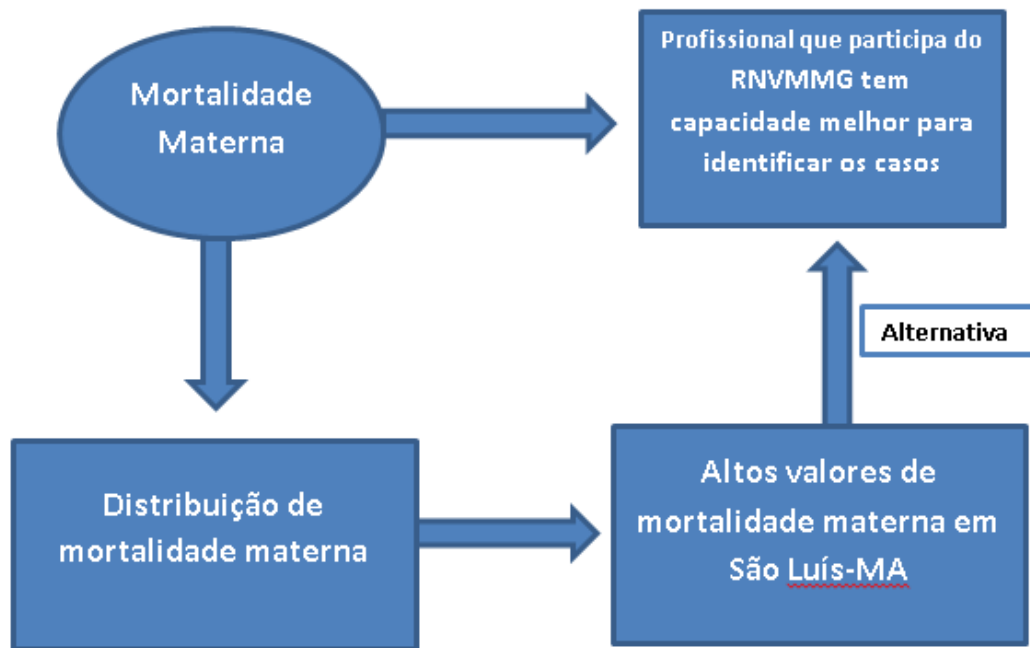 Mortalidade
Materna
Profissional que participa do
RNVMMG tem
capacidade melhor para
identificar os casos
Alternativa
Distribuição de
mortalidade materna
Altos valores de
mortalidade materna em
São Luís-MA